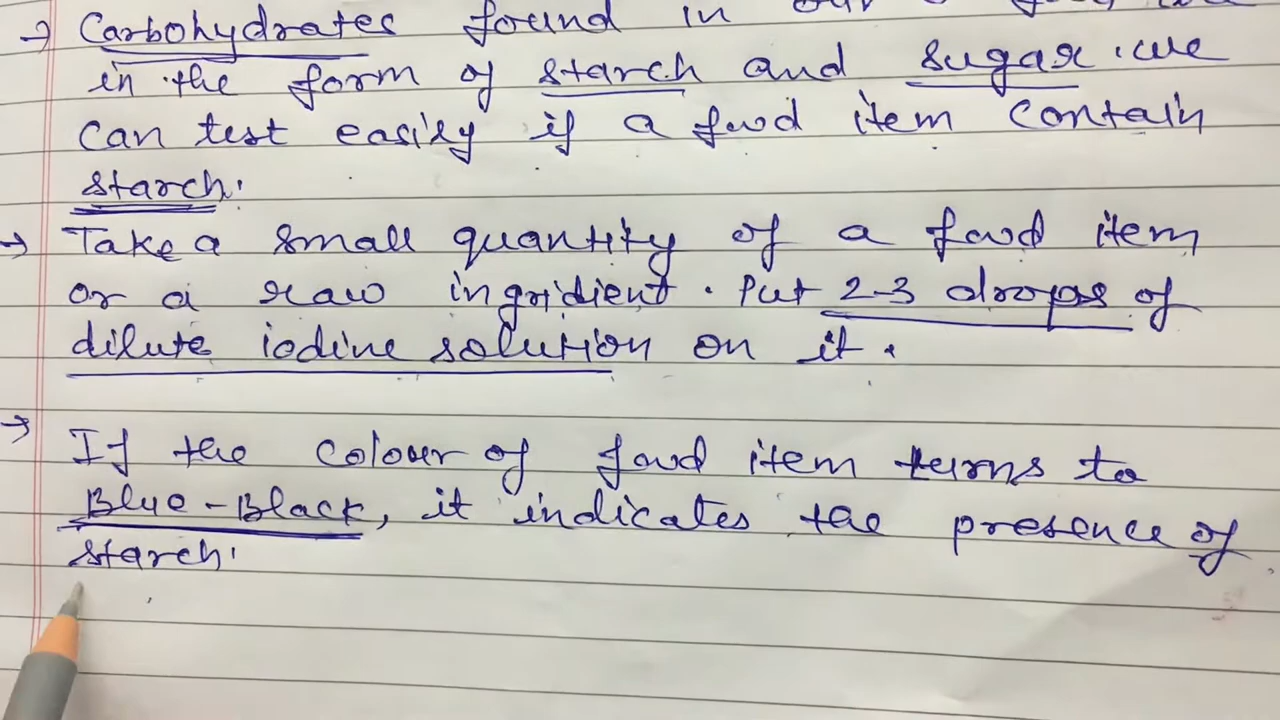 → Carbohydrates found in our
in the form of starch and sugar. we
can test easily if a food item contain
starch.
→ Take a small quantity of a food item
or a raw ingridient. Put 2-3 drops of
dilute iodine solution on it.
→ If the colour of food item turns to
Blue-Black, it indicates the presence of
starch.